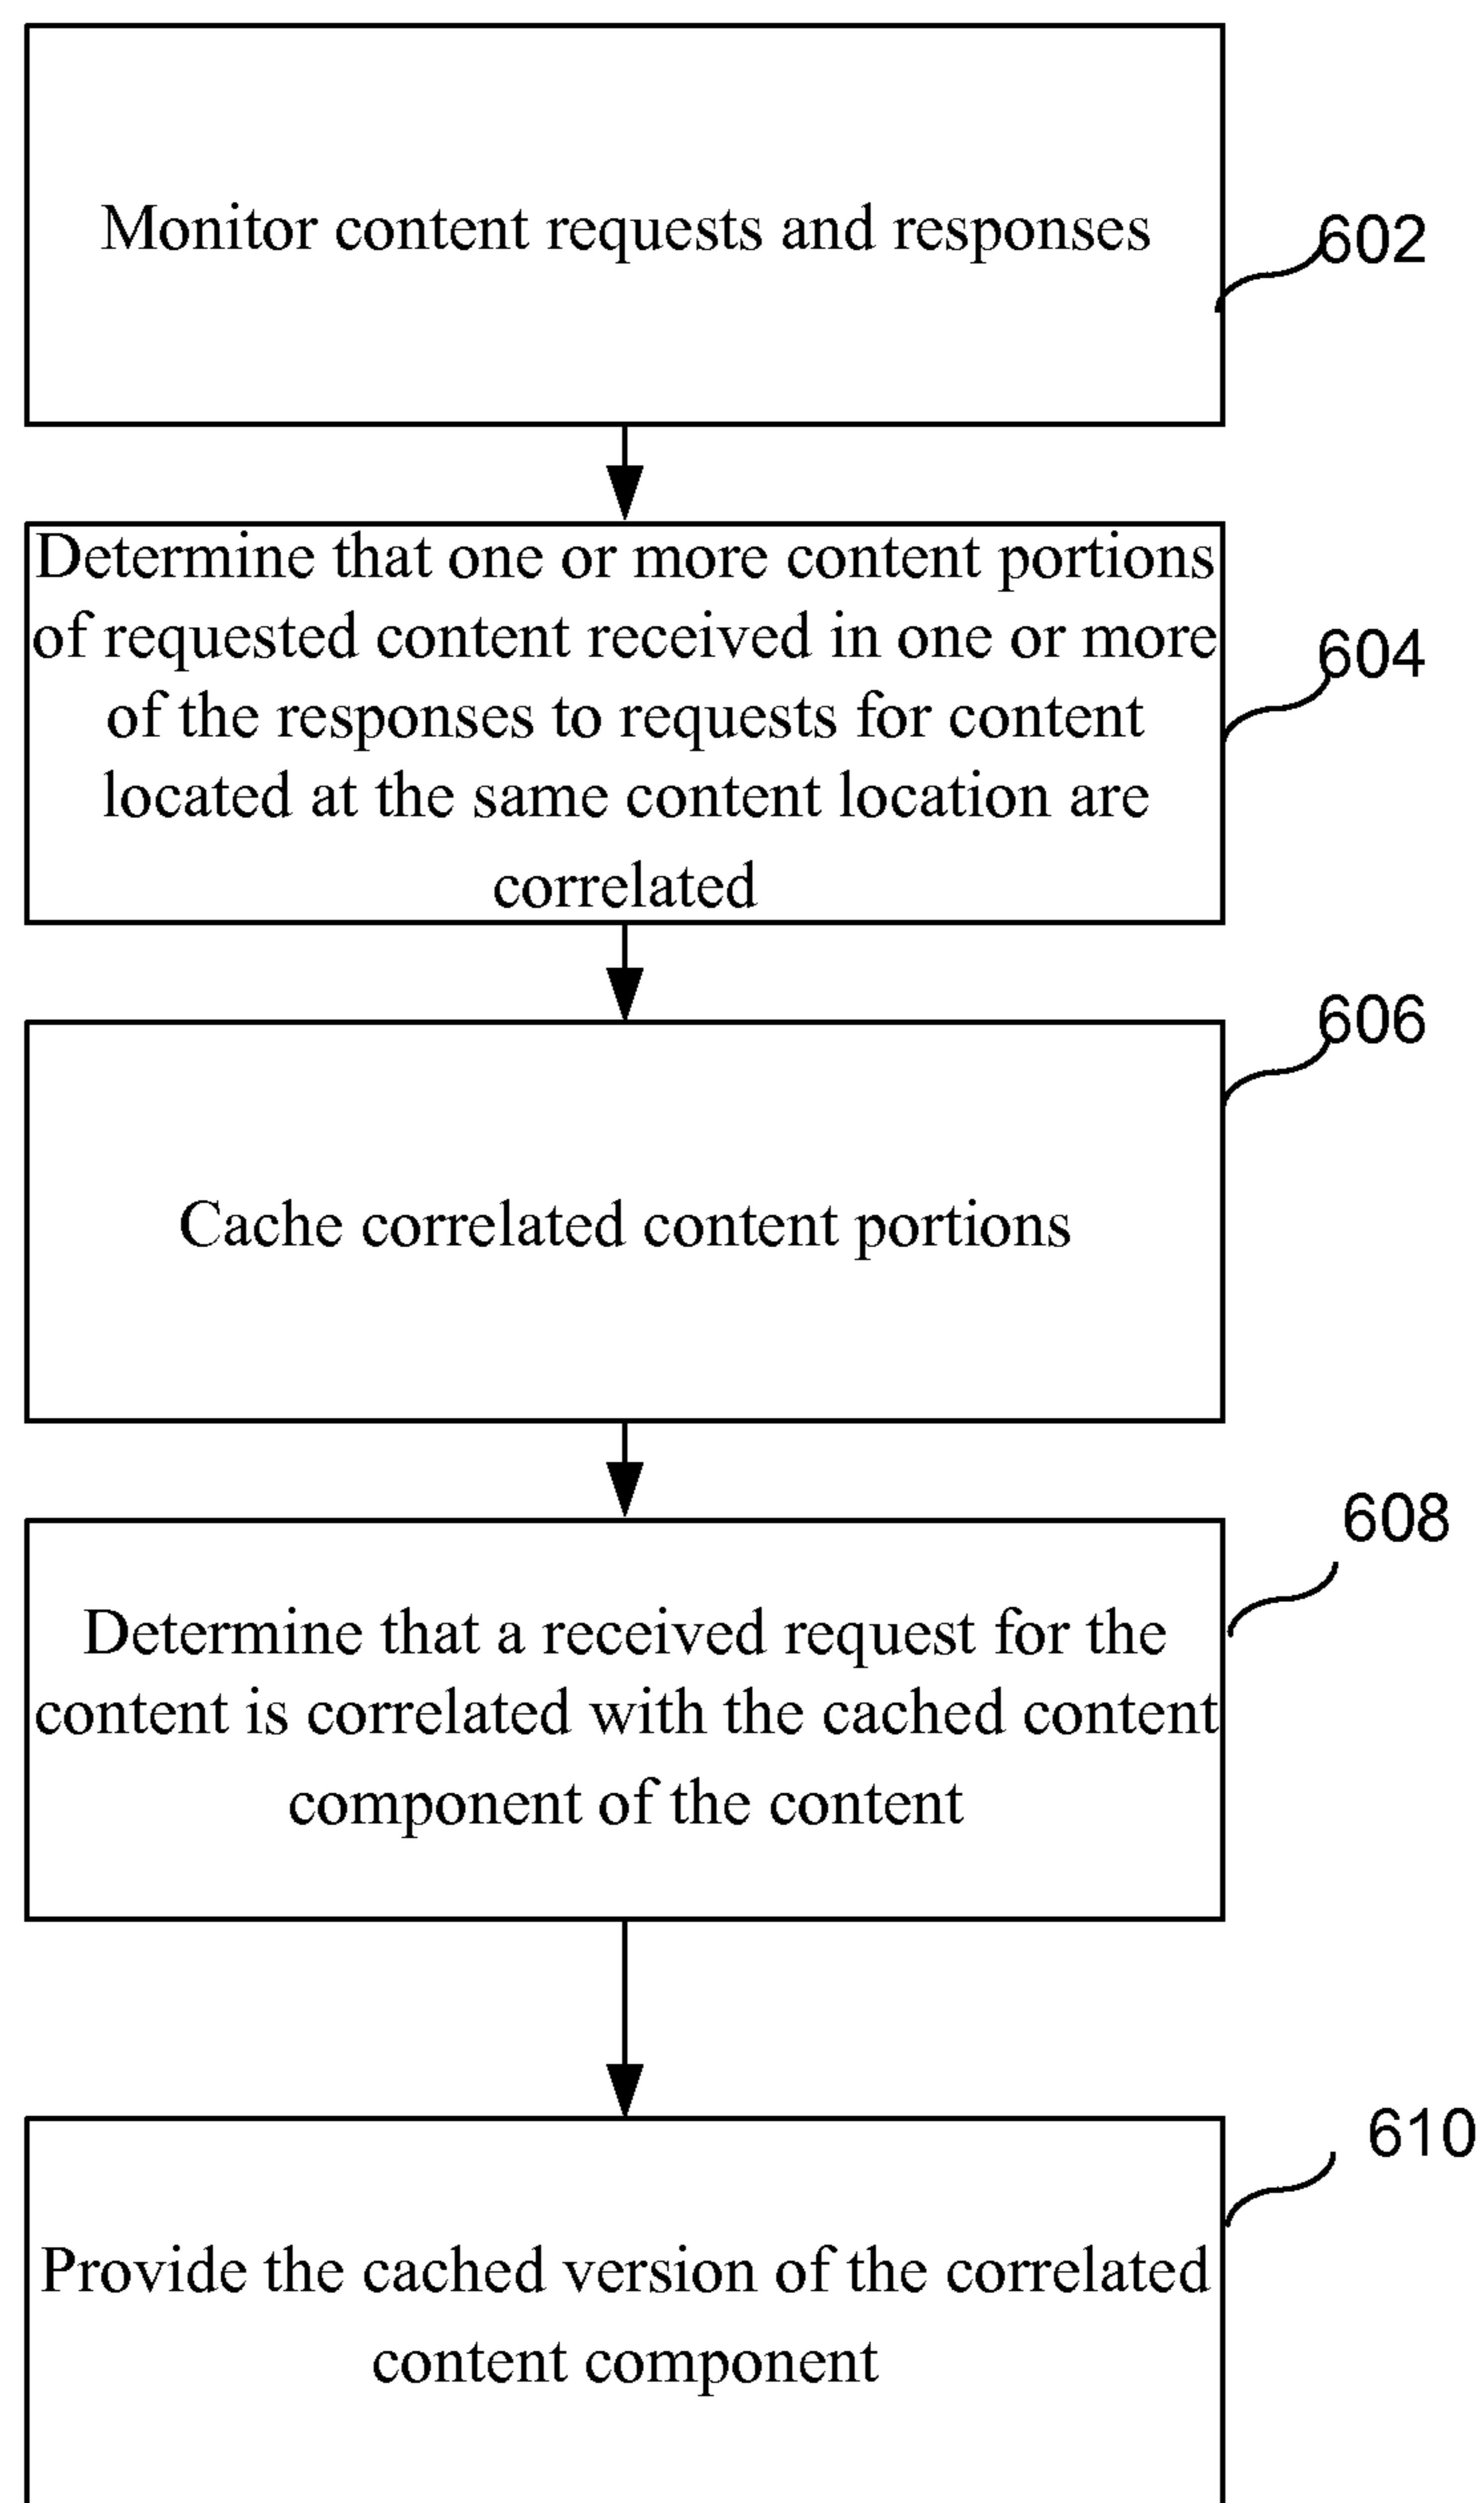 Monitor content requests and responses
602
Determine that one or more content portions
of requested content received in one or more
of the responses to requests for content
located at the same content location are
correlated
604
606
Cache correlated content portions
608
Determine that a received request for the
content is correlated with the cached content
component of the content
610
Provide the cached version of the correlated
content component